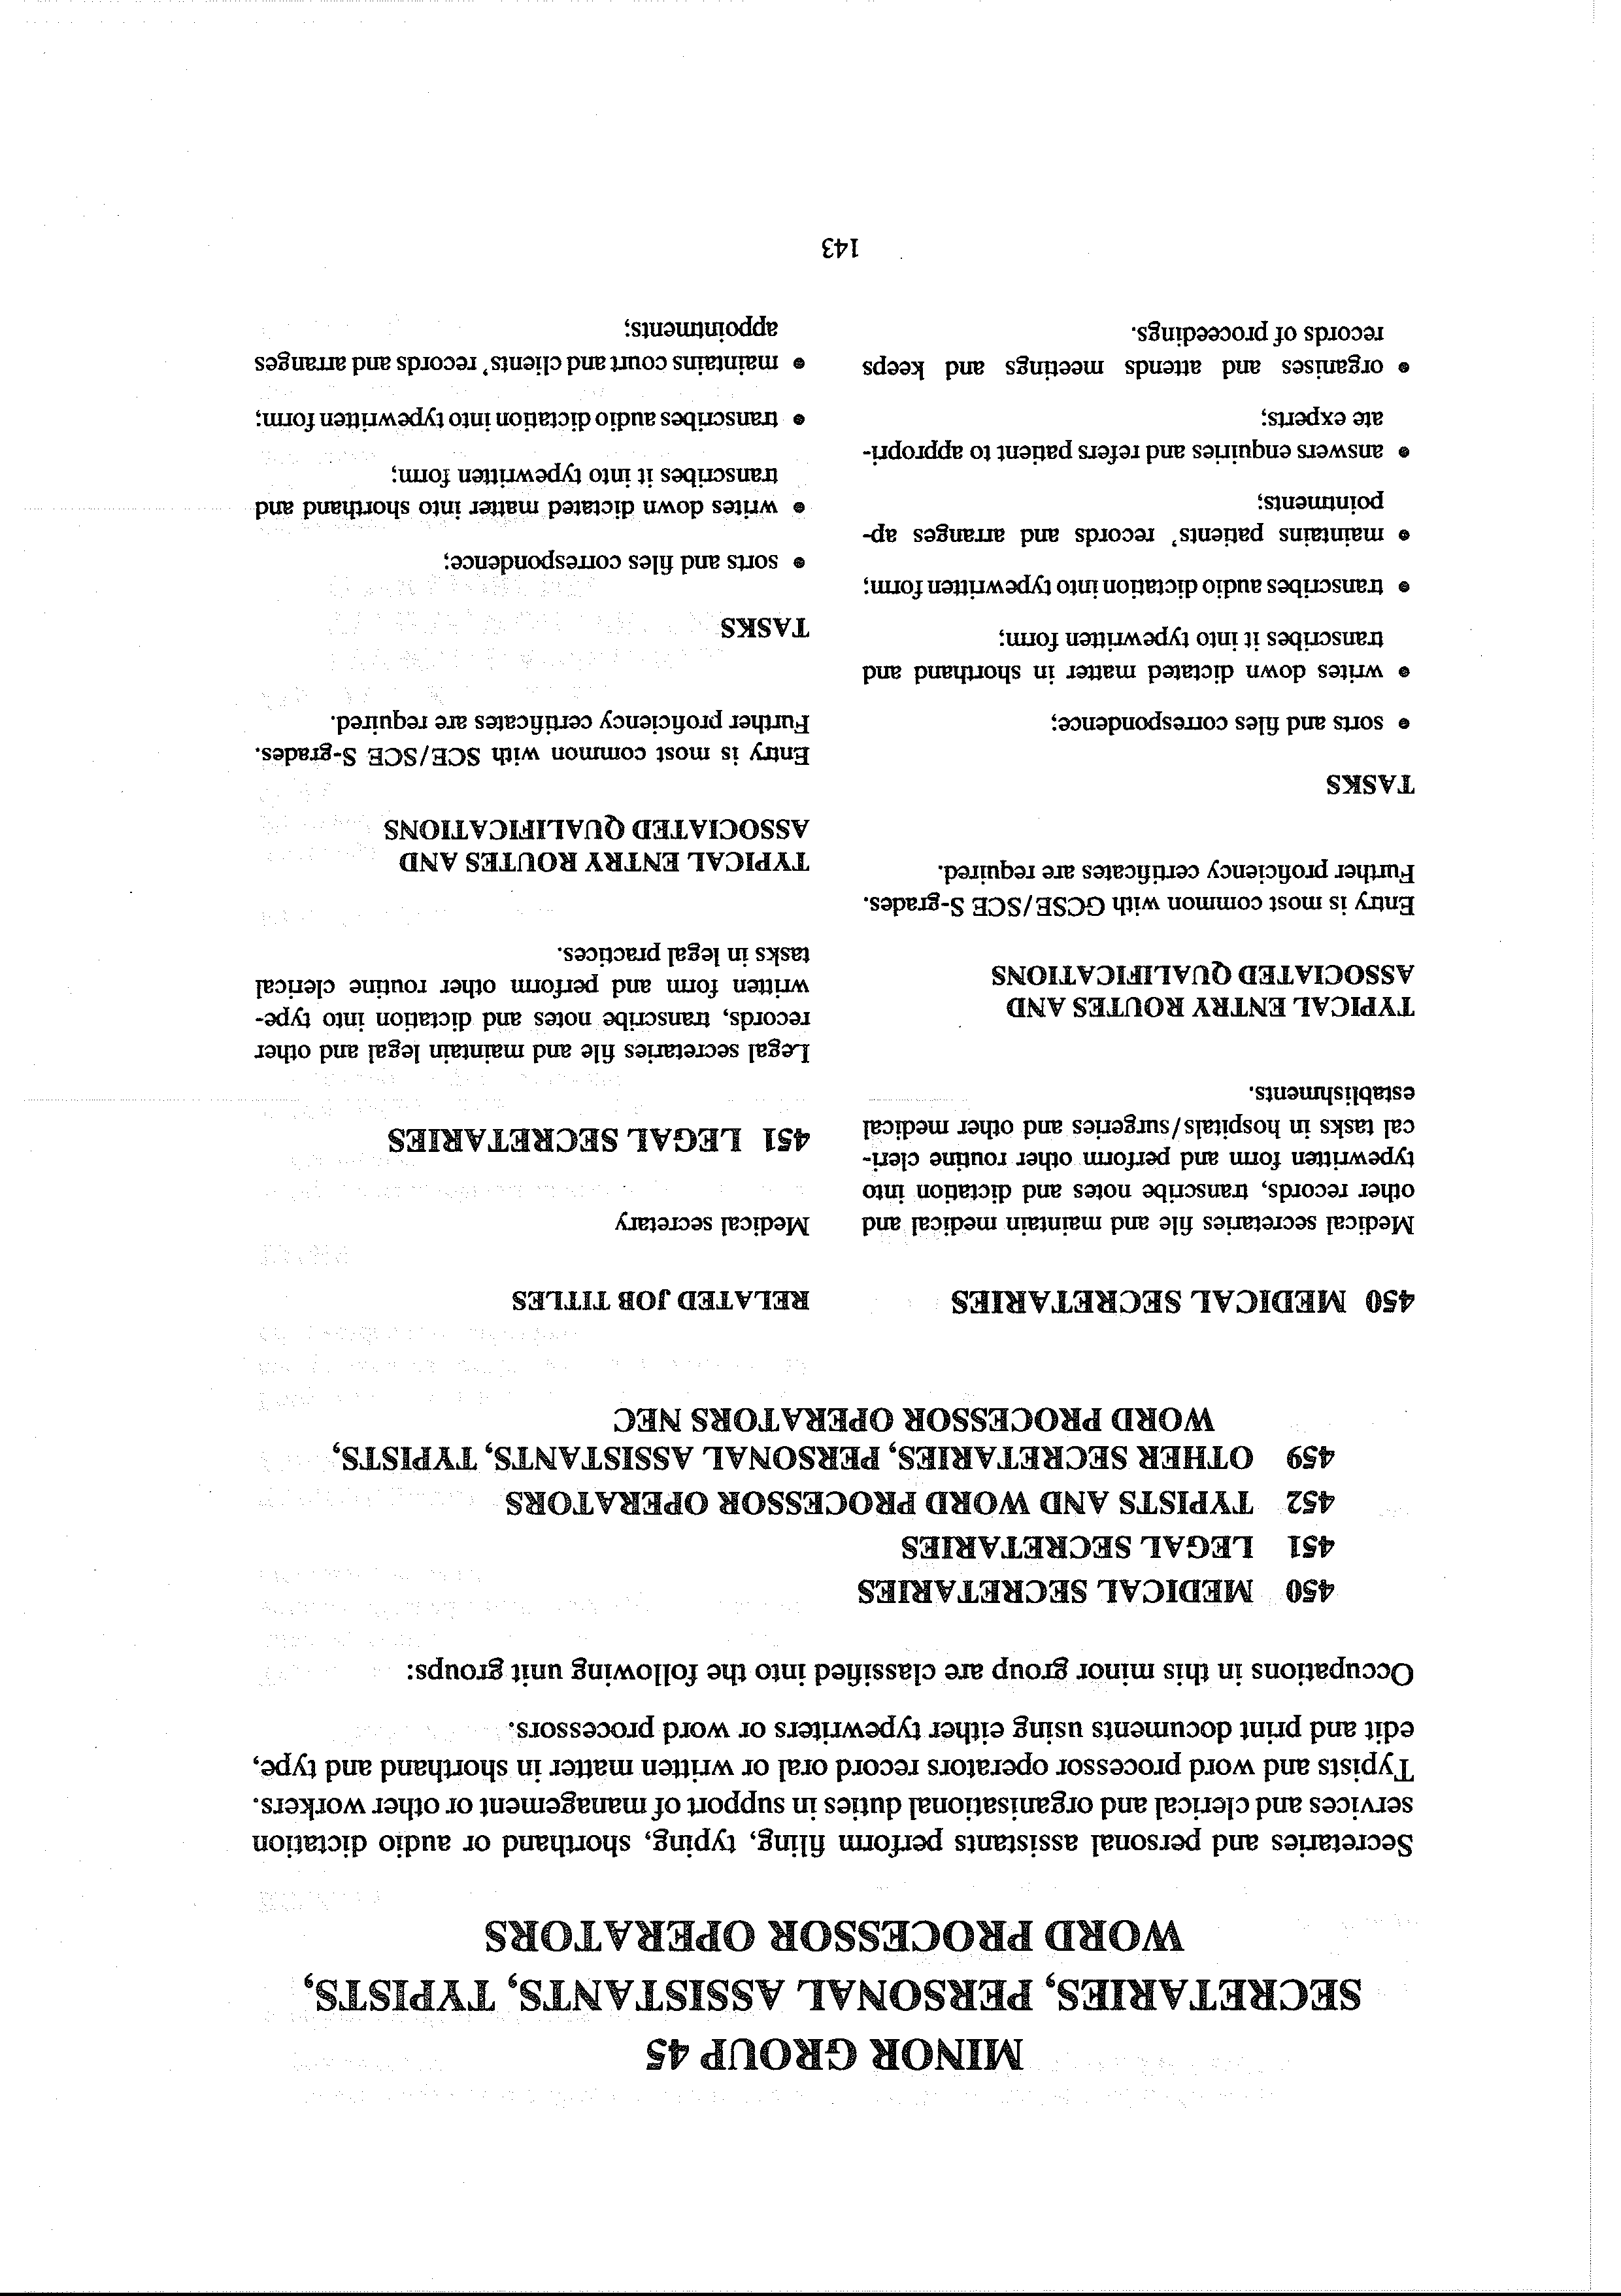 MINOR GROUP 45
SECRETARIES, PERSONAL ASSISTANTS, TYPISTS,
WORD PROCESSOR OPERATORS
Secretaries and personal assistants perform filing, typing, shorthand or audio dictation
services and clerical and organisational duties in support of management or other workers.
Typists and word processor operators record oral or written matter in shorthand and type,
edit and print documents using either typewriters or word processors.
Occupations in this minor group are classified into the following unit groups:
450 MEDICAL SECRETARIES
451 LEGAL SECRETARIES
452 TYPISTS AND WORD PROCESSOR OPERATORS
459 OTHER SECRETARIES, PERSONAL ASSISTANTS, TYPISTS,
WORD PROCESSOR OPERATORS NEC
450 MEDICAL SECRETARIES
Medical secretaries file and maintain medical and
other records, transcribe notes and dictation into
typewritten form and perform other routine cleri-
cal tasks in hospitals/surgeries and other medical
establishments.
TYPICAL ENTRY ROUTES AND
ASSOCIATED QUALIFICATIONS
Entry is most common with GCSE/SCE S-grades.
Further proficiency certificates are required.
TASKS
• sorts and files correspondence;
• writes down dictated matter in shorthand and
transcribes it into typewritten form;
• transcribes audio dictation into typewritten form;
• maintains patients' records and arranges ap-
pointments;
• answers enquiries and refers patient to appropri-
ate experts;
• organises and attends meetings and keeps
records of proceedings.
RELATED JOB TITLES
Medical secretary
451 LEGAL SECRETARIES
Legal secretaries file and maintain legal and other
records, transcribe notes and dictation into type-
written form and perform other routine clerical
tasks in legal practices.
TYPICAL ENTRY ROUTES AND
ASSOCIATED QUALIFICATIONS
Entry is most common with SCE/SCE S-grades.
Further proficiency certificates are required.
TASKS
• sorts and files correspondence;
• writes down dictated matter into shorthand and
transcribes it into typewritten form;
• transcribes audio dictation into typewritten form;
• maintains court and clients' records and arranges
appointments;
143